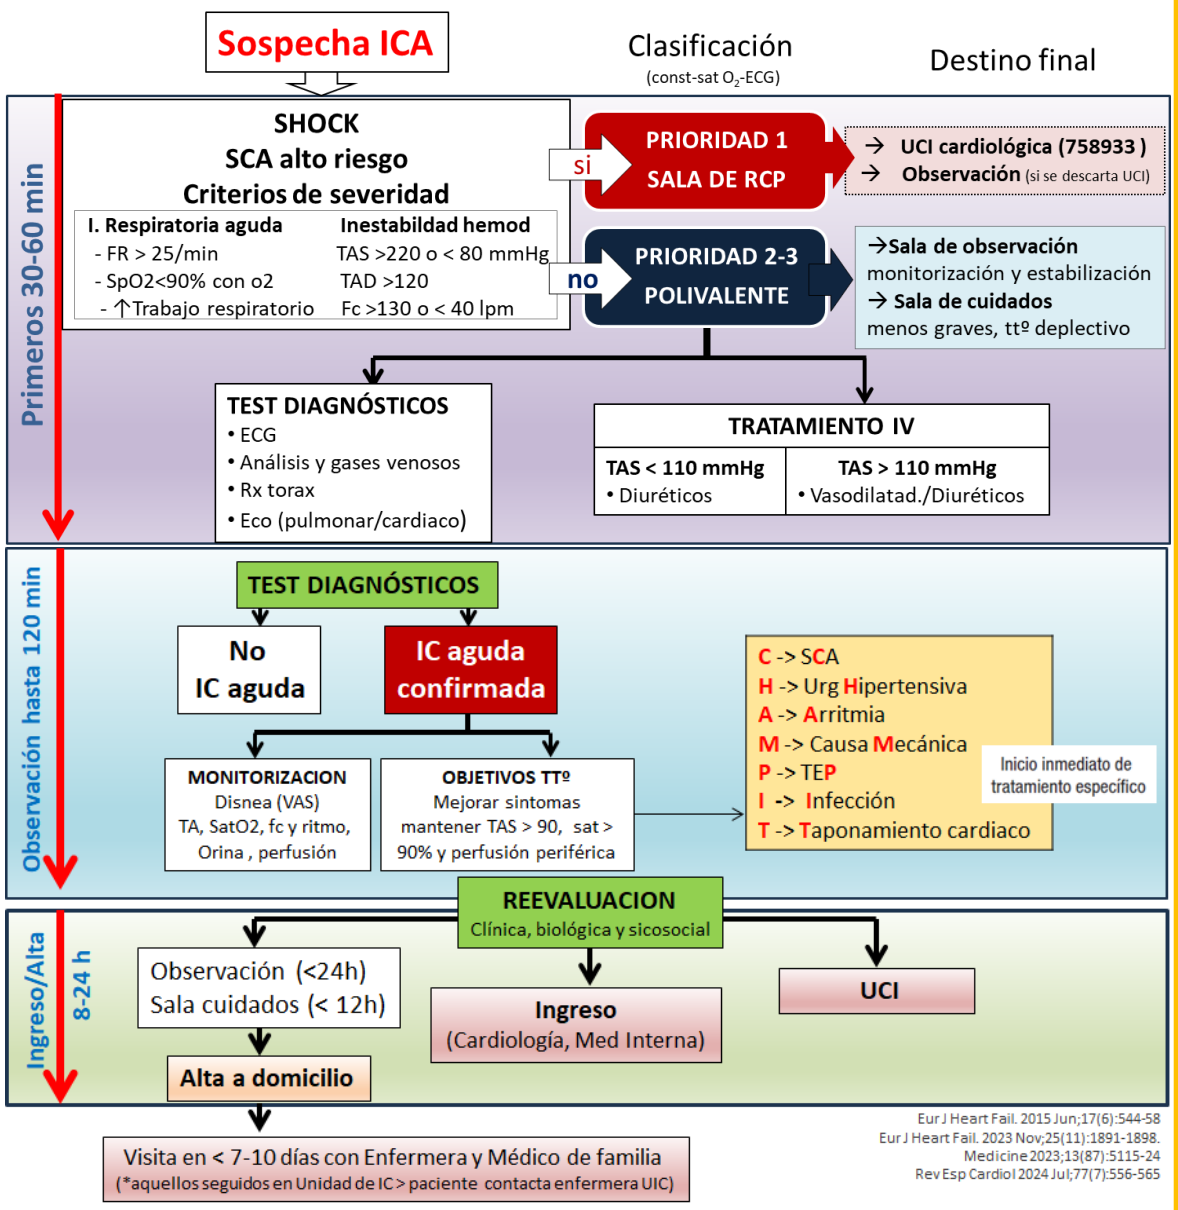 Sospecha ICA
Clasificación
(const-sat O₂-ECG)
Destino final
Primeros 30-60 min
SHOCK
SCA alto riesgo
Criterios de severidad
I. Respiratoria aguda
- FR > 25/min
- SpO2<90% con o2
- ↑Trabajo respiratorio
Inestabildad hemod
TAS >220 o < 80 mmHg
TAD >120
Fc >130 o < 40 lpm
si
PRIORIDAD 1
SALA DE RCP
→ UCI cardiológica (758933 )
→ Observación (si se descarta UCI)
no
PRIORIDAD 2-3
POLIVALENTE
→Sala de observación
monitorización y estabilización
→ Sala de cuidados
menos graves, ttº deplectivo
TEST DIAGNÓSTICOS
• ECG
• Análisis y gases venosos
• Rx torax
• Eco (pulmonar/cardiaco)
TRATAMIENTO IV
TAS < 110 mmHg
• Diuréticos
TAS > 110 mmHg
• Vasodilatad./Diuréticos
Observación hasta 120 min
TEST DIAGNÓSTICOS
No
IC aguda
IC aguda
confirmada
MONITORIZACION
Disnea (VAS)
TA, SatO2, fc y ritmo,
Orina , perfusión
OBJETIVOS TTº
Mejorar sintomas
mantener TAS > 90, sat >
90% y perfusión periférica
C -> SCA
H -> Urg Hipertensiva
A -> Arritmia
M -> Causa Mecánica
P -> TEP
I -> Infección
T -> Taponamiento cardiaco
Inicio inmediato de
tratamiento específico
Ingreso/Alta
8-24 h
REEVALUACION
Clínica, biológica y sicosocial
Observación (<24h)
Sala cuidados (< 12h)
Ingreso
(Cardiología, Med Interna)
UCI
Alta a domicilio
Visita en < 7-10 días con Enfermera y Médico de familia
(*aquellos seguidos en Unidad de IC > paciente contacta enfermera UIC)
Eur J Heart Fail. 2015 Jun;17(6):544-58
Eur J Heart Fail. 2023 Nov;25(11):1891-1898.
Medicine 2023;13(87):5115-24
Rev Esp Cardiol 2024 Jul;77(7):556-565